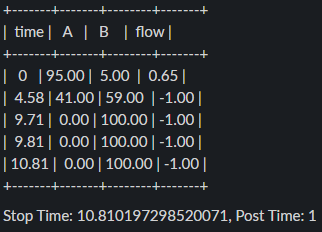 +-------+-------+--------+-------+
| time | A | B | flow |
+-------+-------+--------+-------+
| 0 | 95.00 | 5.00 | 0.65 |
| 4.58 | 41.00 | 59.00 | -1.00 |
| 9.71 | 0.00 | 100.00 | -1.00 |
| 9.81 | 0.00 | 100.00 | -1.00 |
| 10.81 | 0.00 | 100.00 | -1.00 |
+-------+-------+--------+-------+
Stop Time: 10.810197298520071, Post Time: 1